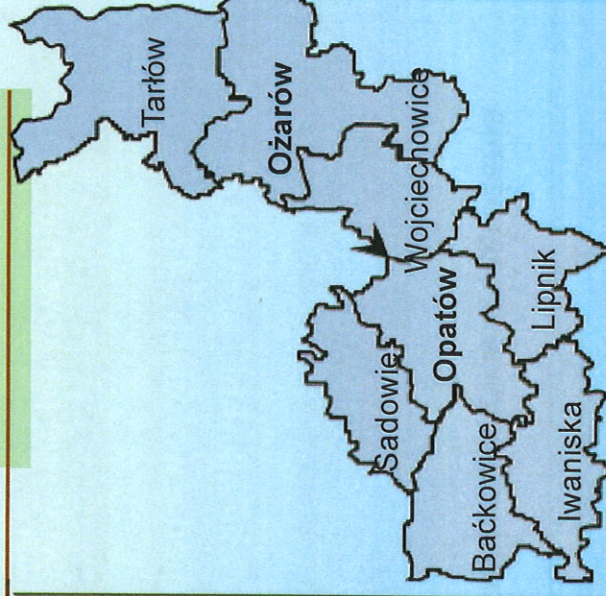 Tarłów
Ożarów
Sadowie
Wojciechowice
Opatów
Baćkowice
Lipnik
Iwaniska